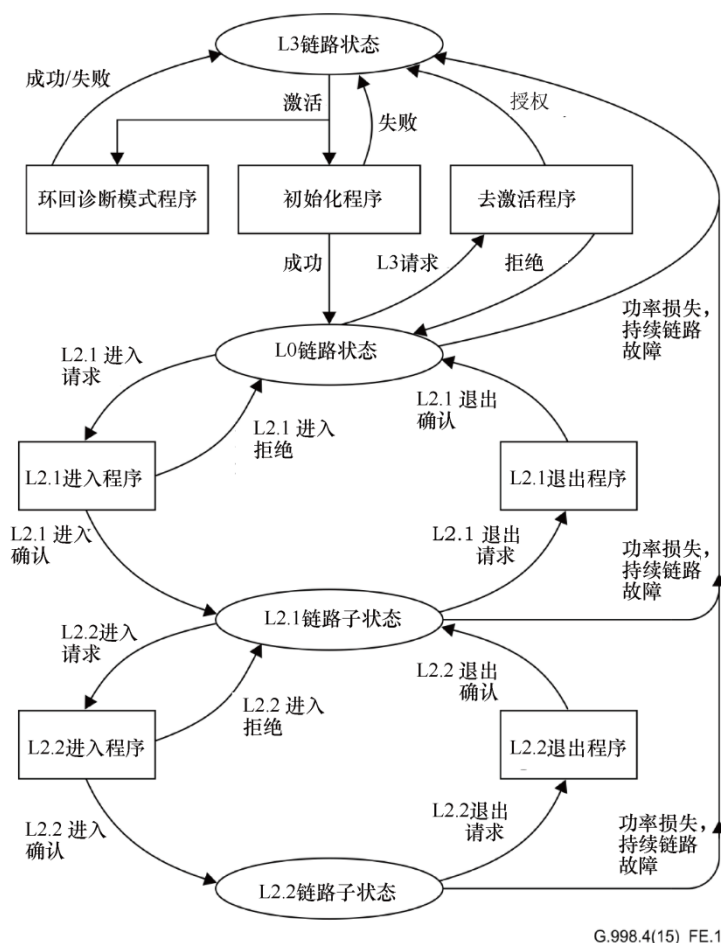 L3链路状态
成功/失败
激活
失败
授权
环回诊断模式程序
初始化程序
去激活程序
成功
L3请求
拒绝
功率损失，
持续链路
故障
L0链路状态
L2.1 进入
请求
L2.1 进入
拒绝
L2.1 退出
确认
L2.1进入程序
L2.1退出程序
L2.1 进入
确认
L2.1 退出
请求
功率损失，
持续链路
故障
L2.1链路子状态
L2.2进入
请求
L2.2 进入
拒绝
L2.2 退出
确认
L2.2进入程序
L2.2退出程序
L2.2 进入
确认
L2.2退出
请求
功率损失，
持续链路
故障
L2.2链路子状态
G.998.4(15)_FE.1